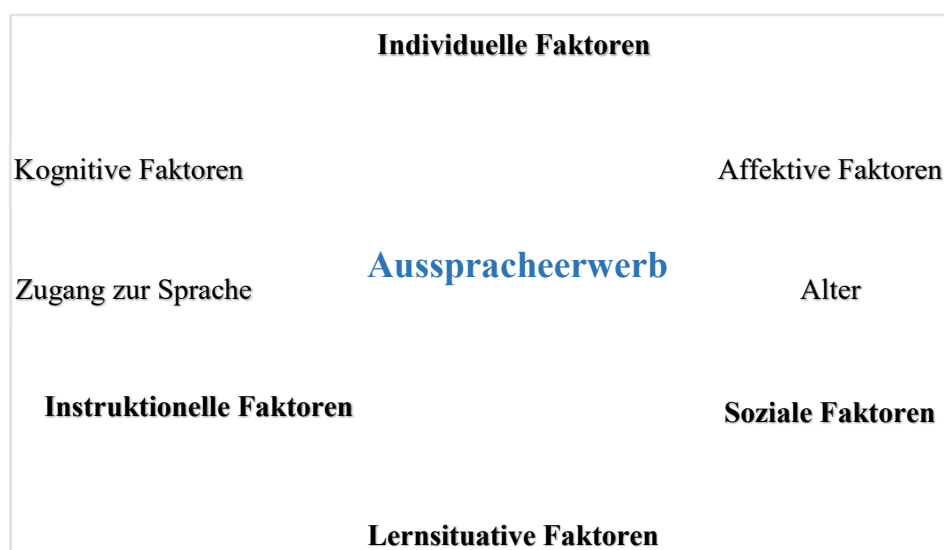 Individuelle Faktoren
Kognitive Faktoren
Affektive Faktoren
Ausspracheerwerb
Zugang zur Sprache
Alter
Instruktionelle Faktoren
Soziale Faktoren
Lernsituative Faktoren